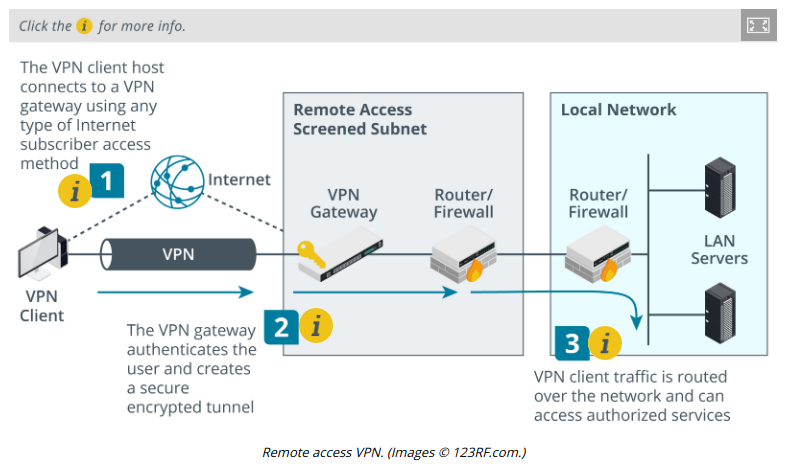 Click the i for more info.
The VPN client host
connects to a VPN
gateway using any
type of Internet
subscriber access
method
i 1
Internet
VPN
VPN
Client
The VPN gateway
authenticates the
user and creates
a secure
encrypted tunnel
Remote Access
Screened Subnet
VPN
Gateway
Router/
Firewall
2 i
Local Network
Router/
Firewall
LAN
Servers
3 i
VPN client traffic is routed
over the network and can
access authorized services
Remote access VPN. (Images © 123RF.com.)